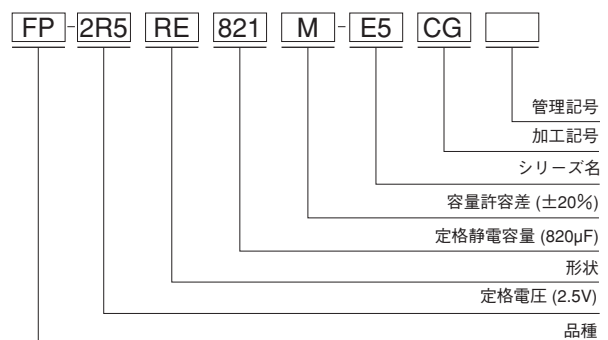 FP-2R5 RE 821 M-E5 CG
管理記号
加工記号
シリーズ名
容量許容差 (±20%)
定格静電容量 (820μF)
形状
定格電圧 (2.5V)
品種